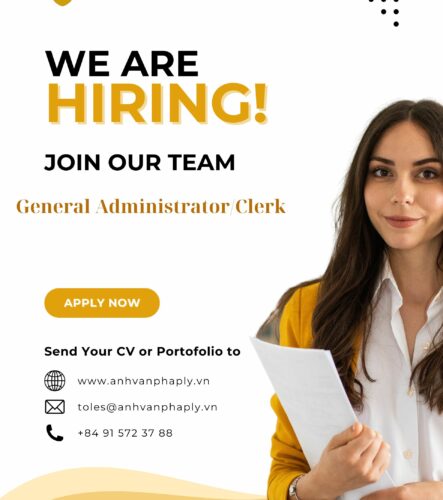 WE ARE
HIRING!
JOIN OUR TEAM
General Administrator/Clerk
APPLY NOW
Send Your CV or Portofolio to
www.anhvanphaply.vn
toles@anhvanphaply.vn
+84 91 572 37 88